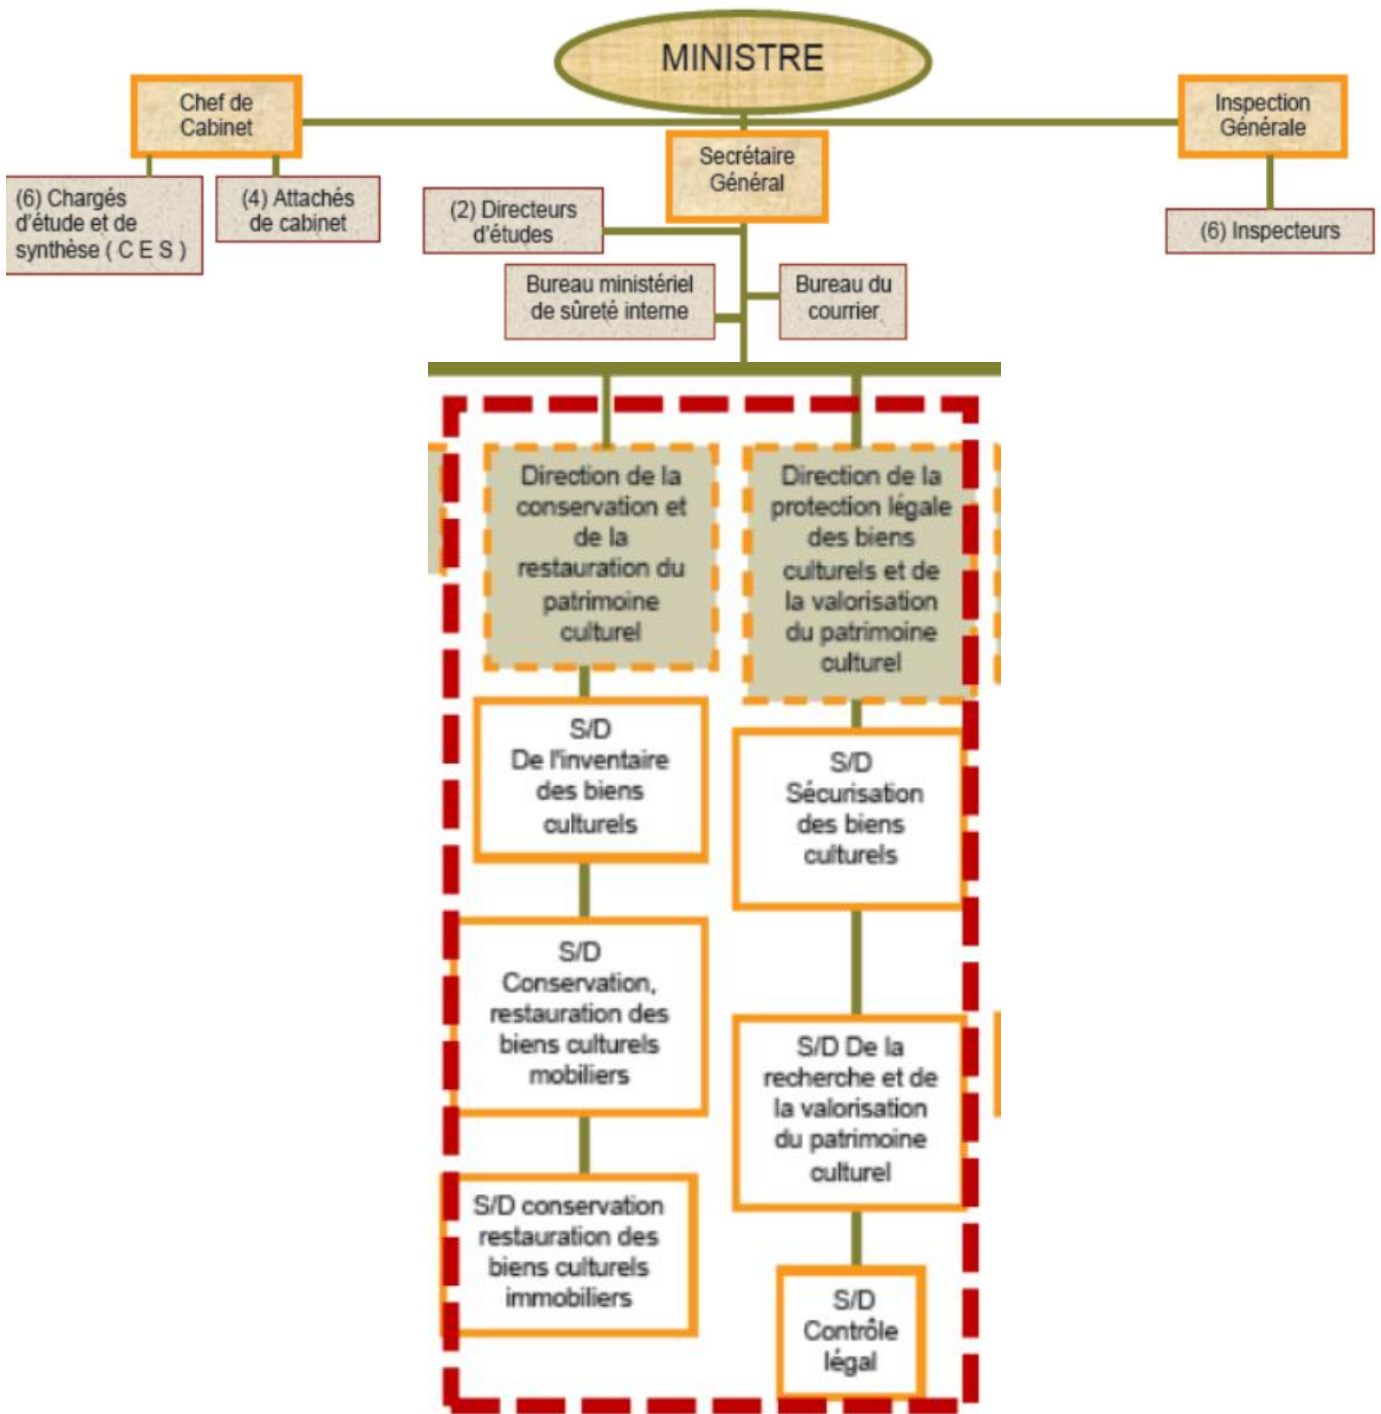 MINISTRE
Chef de
Cabinet
Inspection
Générale
Secrétaire
Général
(6) Chargés
d'étude et de
synthèse ( C E S )
(4) Attachés
de cabinet
(2) Directeurs
d'études
(6) Inspecteurs
Bureau ministériel
de sûreté interne
Bureau du
courrier
Direction de la
conservation et
de la
restauration du
patrimoine
culturel
S/D
De l'inventaire
des biens
culturels
S/D
Conservation,
restauration des
biens culturels
mobiliers
S/D conservation
restauration des
biens culturels
immobiliers
Direction de la
protection légale
des biens
culturels et de
la valorisation
du patrimoine
culturel
S/D
Sécurisation
des biens
culturels
S/D De la
recherche et de
la valorisation
du patrimoine
culturel
S/D
Contrôle
légal